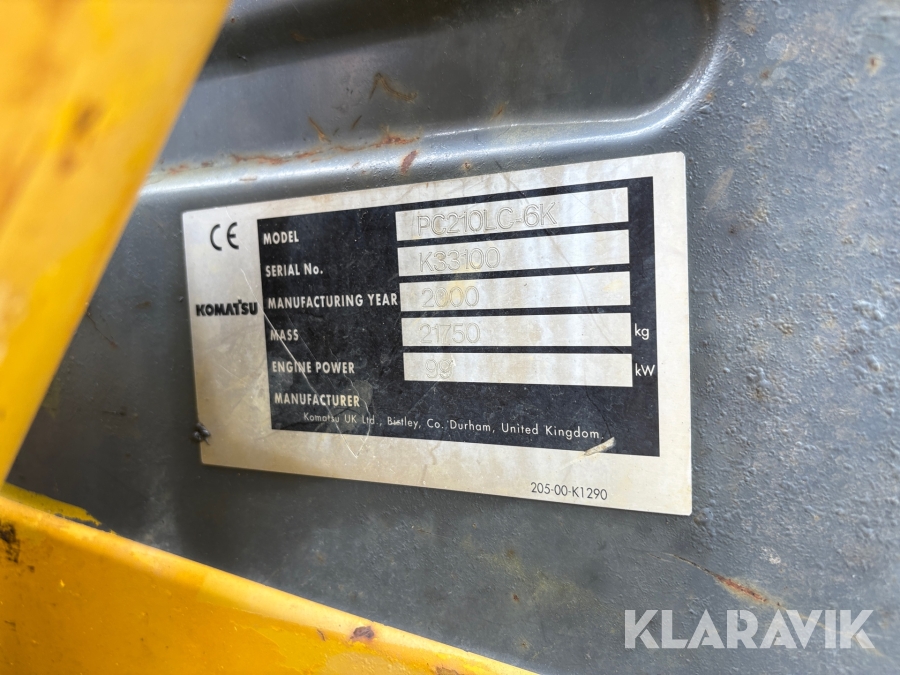 CE
KOMATSU
MODEL PC210LC-6K
SERIAL No. K33100
MANUFACTURING YEAR 2000
MASS 21750 kg
ENGINE POWER 99 kW
MANUFACTURER
Komatsu UK Ltd., Birtley, Co. Durham, United Kingdom.
205-00-K1290
KLARAVIK